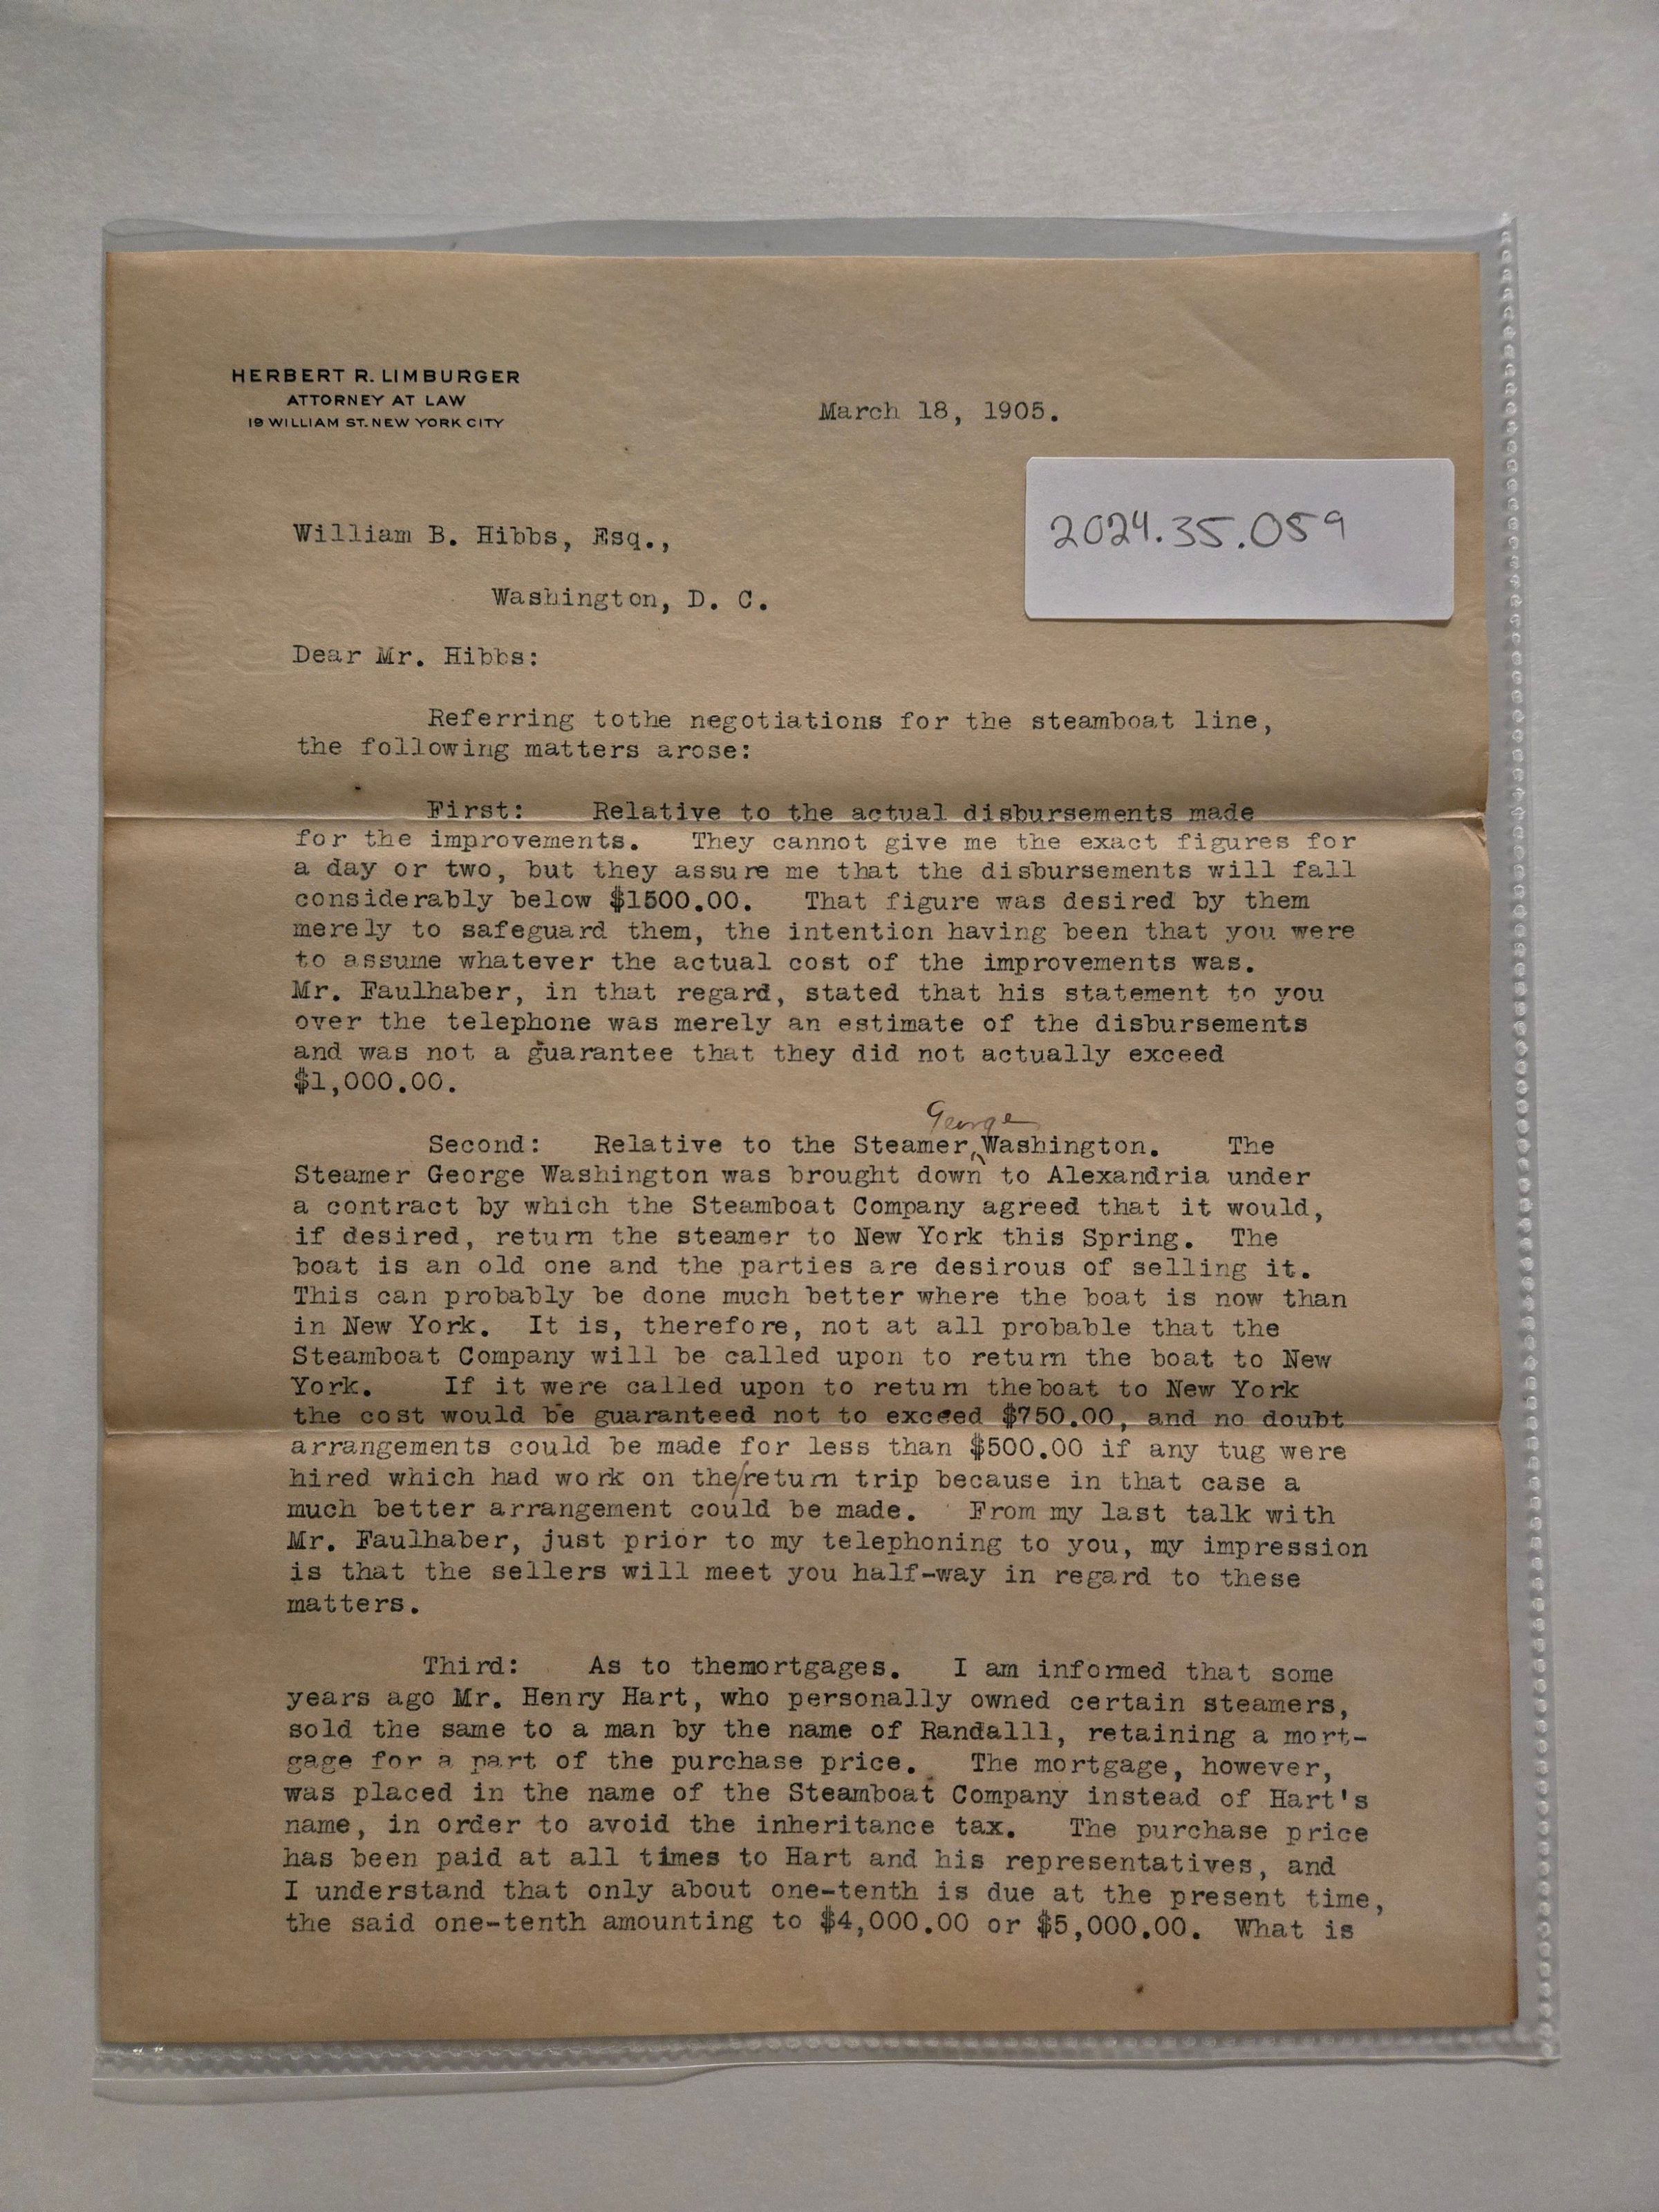 HERBERT R. LIMBURGER
ATTORNEY AT LAW
19 WILLIAM ST. NEW YORK CITY
March 18, 1905.
2024.35.059
William B. Hibbs, Esq.,
Washington, D. C.
Dear Mr. Hibbs:
Referring tothe negotiations for the steamboat line,
the following matters arose:
First: Relative to the actual disbursements made
for the improvements. They cannot give me the exact figures for
a day or two, but they assure me that the disbursements will fall
considerably below $1500.00. That figure was desired by them
merely to safeguard them, the intention having been that you were
to assume whatever the actual cost of the improvements was.
Mr. Faulhaber, in that regard, stated that his statement to you
over the telephone was merely an estimate of the disbursements
and was not a guarantee that they did not actually exceed
$1,000.00.
George
Second: Relative to the Steamer Washington. The
Steamer George Washington was brought down to Alexandria under
a contract by which the Steamboat Company agreed that it would,
if desired, return the steamer to New York this Spring. The
boat is an old one and the parties are desirous of selling it.
This can probably be done much better where the boat is now than
in New York. It is, therefore, not at all probable that the
Steamboat Company will be called upon to return the boat to New
York. If it were called upon to return theboat to New York
the cost would be guaranteed not to exceed $750.00, and no doubt
arrangements could be made for less than $500.00 if any tug were
hired which had work on the/return trip because in that case a
much better arrangement could be made. From my last talk with
Mr. Faulhaber, just prior to my telephoning to you, my impression
is that the sellers will meet you half-way in regard to these
matters.
Third: As to themortgages. I am informed that some
years ago Mr. Henry Hart, who personally owned certain steamers,
sold the same to a man by the name of Randalll, retaining a mort-
gage for a part of the purchase price. The mortgage, however,
was placed in the name of the Steamboat Company instead of Hart's
name, in order to avoid the inheritance tax. The purchase price
has been paid at all times to Hart and his representatives, and
I understand that only about one-tenth is due at the present time,
the said one-tenth amounting to $4,000.00 or $5,000.00. What is